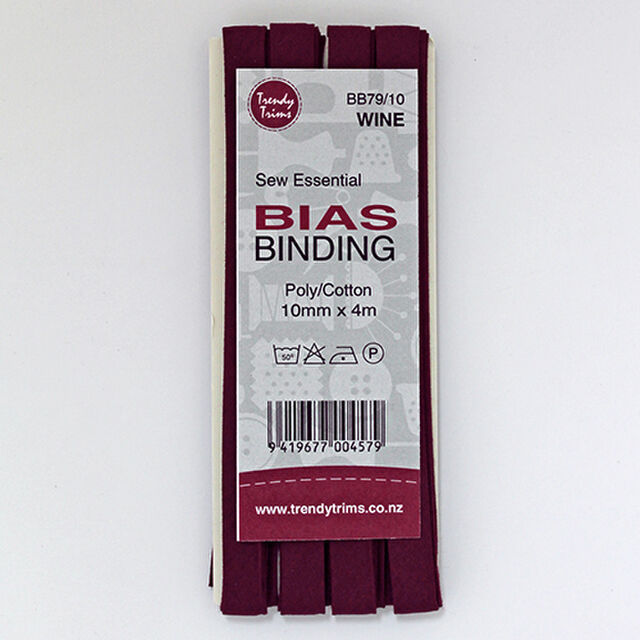 Trendy
Trims
BB79/10
WINE
Sew Essential
BIAS
BINDING
Poly/Cotton
10mm x 4m
50°
P
9 419677 004579
www.trendytrims.co.nz